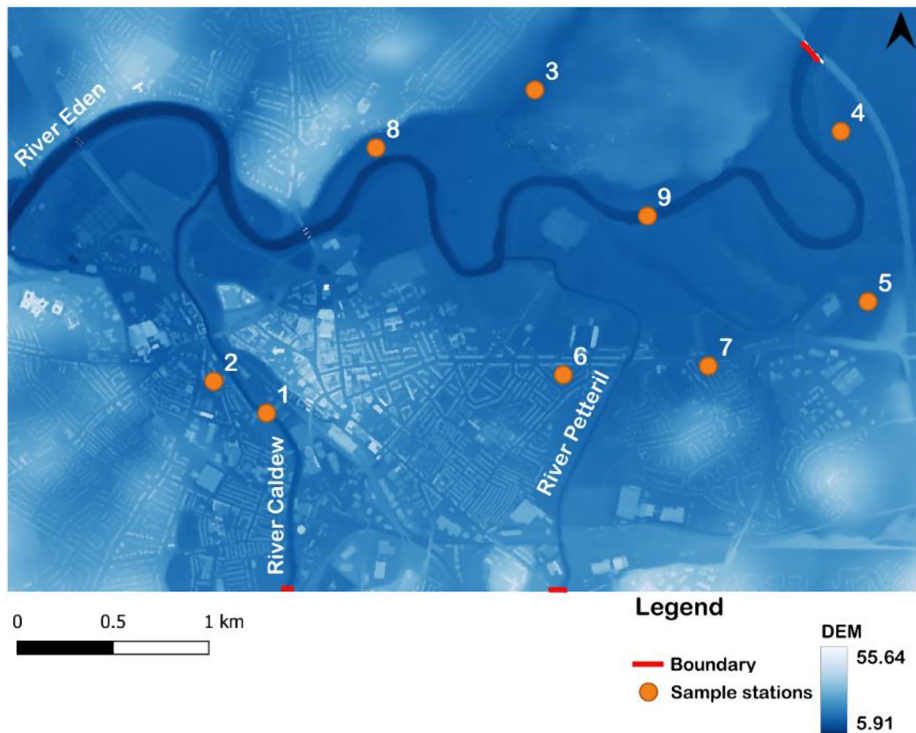 3
4
8
River Eden
9
5
7
6
2
1
River Petteril
River Caldew
0 0.5 1 km
Legend
Boundary
Sample stations
DEM
55.64
5.91